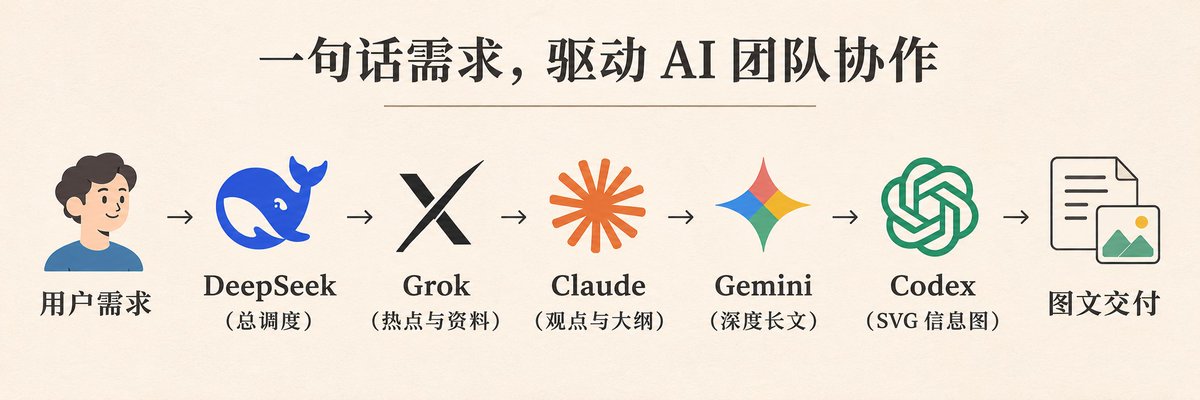 一句话需求，驱动 AI 团队协作
用户需求
DeepSeek
（总调度）
Grok
（热点与资料）
Claude
（观点与大纲）
Gemini
（深度长文）
Codex
（SVG 信息图）
图文交付